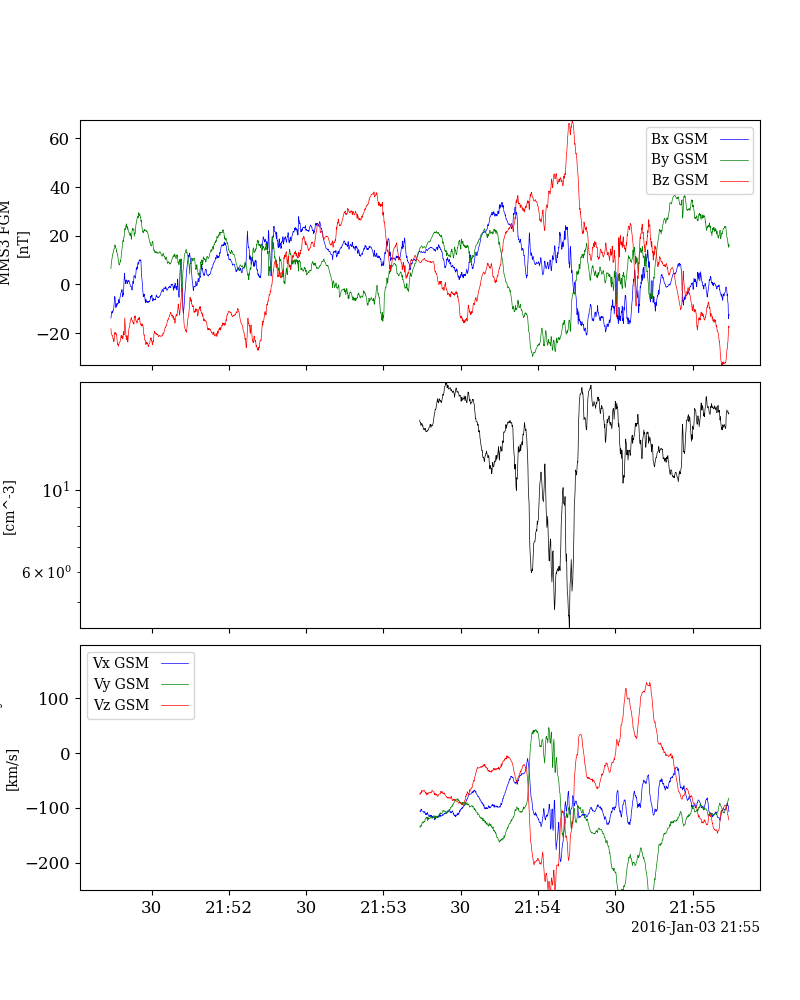 60
40
20
0
−20
MMS3 FGM
[nT]
Bx GSM
By GSM
Bz GSM
10^1
6 × 10^0
[cm^-3]
Vx GSM
Vy GSM
Vz GSM
100
0
−100
−200
[km/s]
30 21:52 30 21:53 30 21:54 30 21:55
2016-Jan-03 21:55